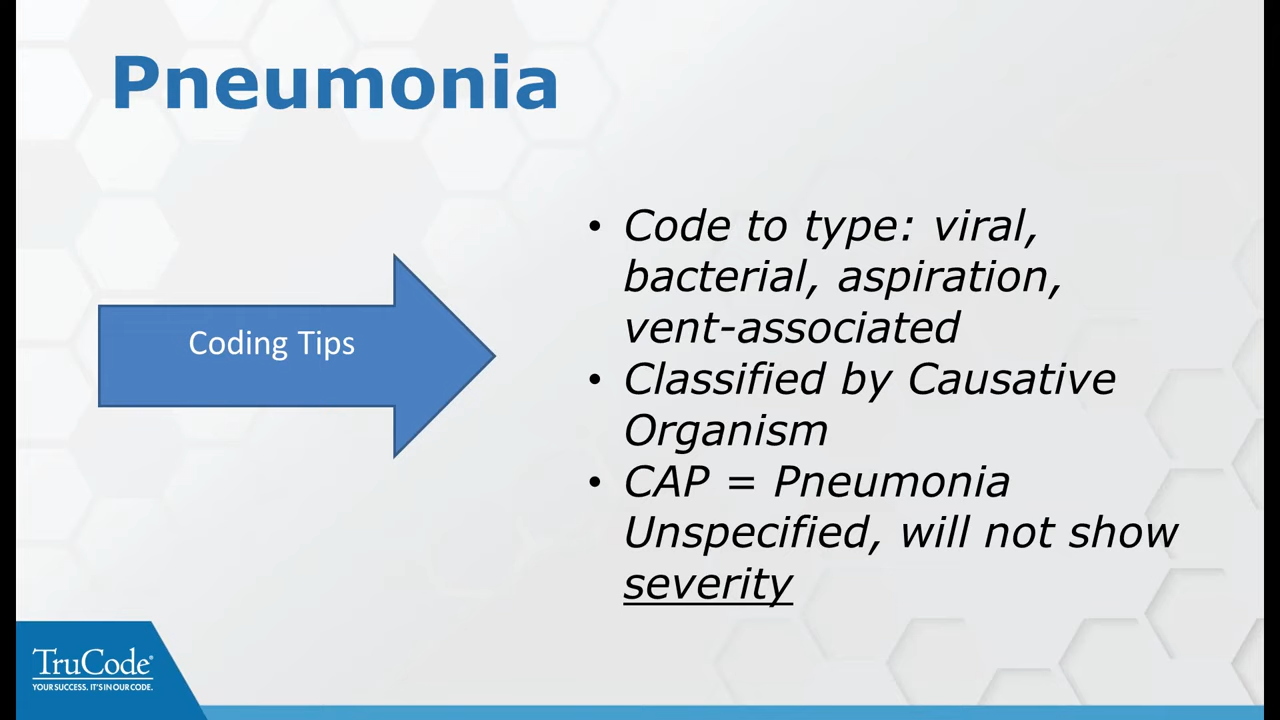 Pneumonia
Coding Tips
• Code to type: viral,
bacterial, aspiration,
vent-associated
• Classified by Causative
Organism
• CAP = Pneumonia
Unspecified, will not show
severity
TruCode®
YOUR SUCCESS. IT'S IN OUR CODE.